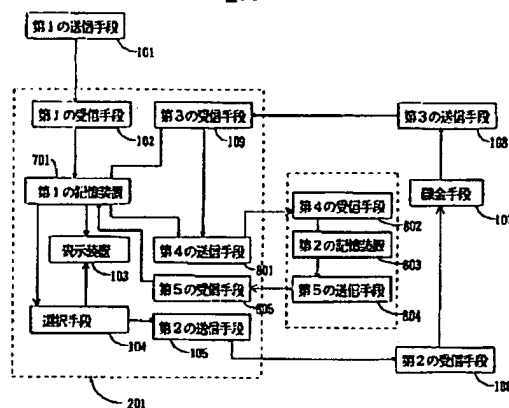 第1の送信手段
101
第1の受信手段
102
第3の受信手段
109
第3の送信手段
108
701
第1の記憶装置
課金手段
107
第4の受信手段
802
表示装置
103
第4の送信手段
801
第2の記憶装置
803
第5の受信手段
805
第5の送信手段
804
選択手段
104
第2の送信手段
105
第2の受信手段
201